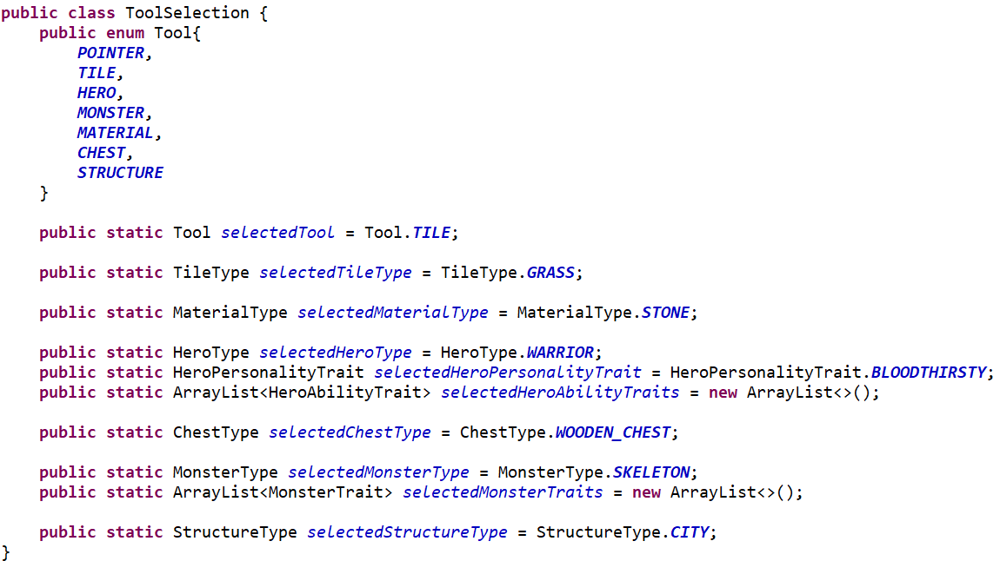 public class ToolSelection {
    public enum Tool{
        POINTER,
        TILE,
        HERO,
        MONSTER,
        MATERIAL,
        CHEST,
        STRUCTURE
    }

    public static Tool selectedTool = Tool.TILE;

    public static TileType selectedTileType = TileType.GRASS;

    public static MaterialType selectedMaterialType = MaterialType.STONE;

    public static HeroType selectedHeroType = HeroType.WARRIOR;
    public static HeroPersonalityTrait selectedHeroPersonalityTrait = HeroPersonalityTrait.BLOODTHIRSTY;
    public static ArrayList<HeroAbilityTrait> selectedHeroAbilityTraits = new ArrayList<>();

    public static ChestType selectedChestType = ChestType.WOODEN_CHEST;

    public static MonsterType selectedMonsterType = MonsterType.SKELETON;
    public static ArrayList<MonsterTrait> selectedMonsterTraits = new ArrayList<>();

    public static StructureType selectedStructureType = StructureType.CITY;
}